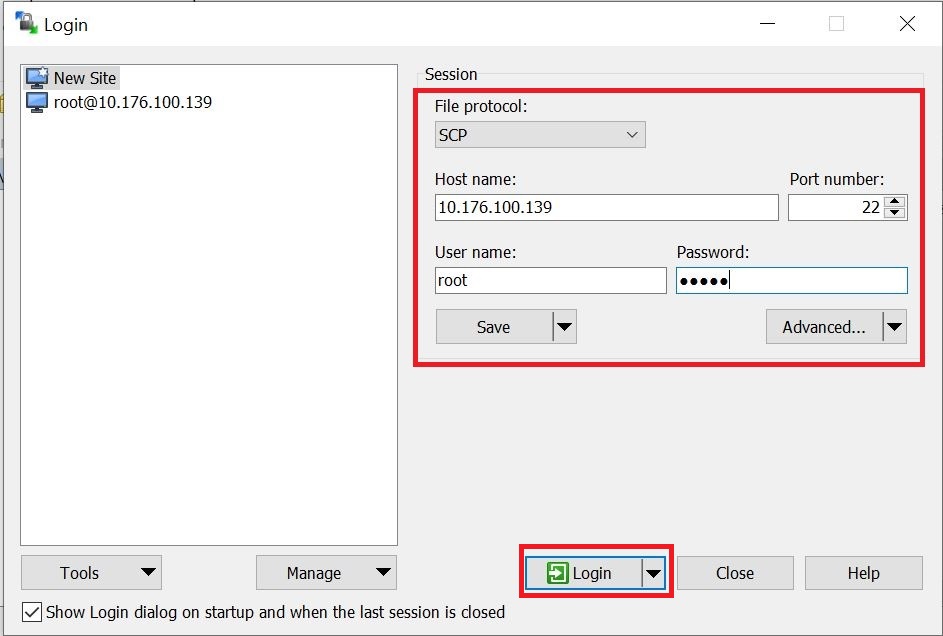 Login
New Site
root@10.176.100.139
Session
File protocol:
SCP
Host name:
Port number:
10.176.100.139
22
User name:
Password:
root
●●●●●
Save
Advanced...
Tools
Manage
Login
Close
Help
Show Login dialog on startup and when the last session is closed